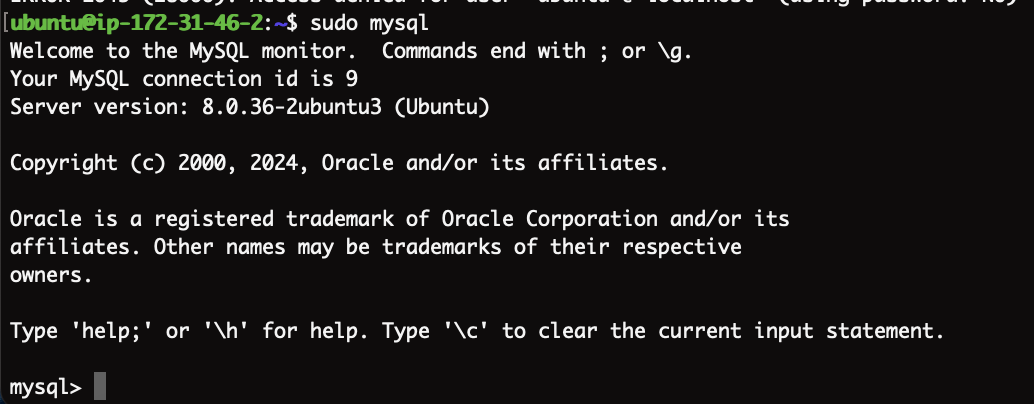 [ubuntu@ip-172-31-46-2:~$ sudo mysql
Welcome to the MySQL monitor.  Commands end with ; or \g.
Your MySQL connection id is 9
Server version: 8.0.36-2ubuntu3 (Ubuntu)
Copyright (c) 2000, 2024, Oracle and/or its affiliates.
Oracle is a registered trademark of Oracle Corporation and/or its
affiliates. Other names may be trademarks of their respective
owners.
Type 'help;' or '\h' for help. Type '\c' to clear the current input statement.
mysql>